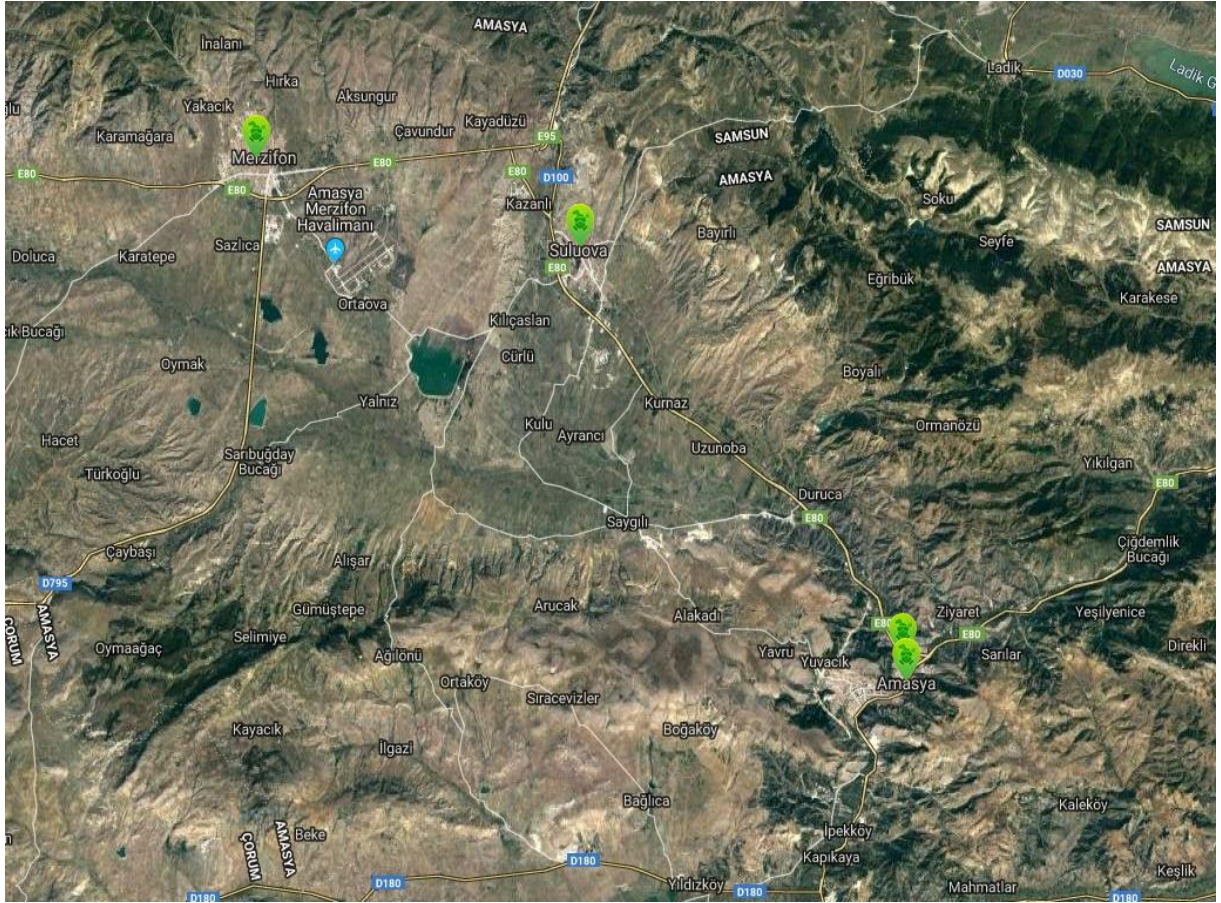 AMASYA
İnalanı
Hırka
Ladik
D030
Ladik G
Yakacık
Aksungur
Karamağara
Çavundur
Kayadüzü
E95
SAMSUN
AMASYA
Merzifon
E80
E80
E80
E80
D100
Kazanlı
Amasya
Merzifon
Havalimanı
Soku
Sazlıca
Suluova
Bayırlı
Seyfe
SAMSUN
AMASYA
Doluca
Karatepe
E80
Eğribük
Karakese
Ortaova
Kılıçaslan
ık Bucağı
Cürlü
Oymak
Boyalı
Yalnız
Kurnaz
Kulu
Ayrancı
Ormanözü
Hacet
Uzunoba
Sarıbuğday
Bucağı
Türkoğlu
Yıkılgan
E80
Duruca
E80
Saygılı
Çaybaşı
Alışar
Çiğdemlik
Bucağı
D795
AMASYA
ÇORUM
Gümüştepe
Arucak
Alakadı
Ziyaret
Yeşilyenice
E80
E80
Selimiye
Oymaağaç
Ağılönü
Yavru
Yuvacık
Sarılar
Direkli
Ortaköy
Sıracevizler
Amasya
Kayacık
İlgazi
Boğaköy
Bağlıca
Kaleköy
AMASYA
ÇORUM
Beke
İpekköy
Kapıkaya
D180
Keşlik
D180
D180
Yıldızköy
D180
Mahmatlar
D180